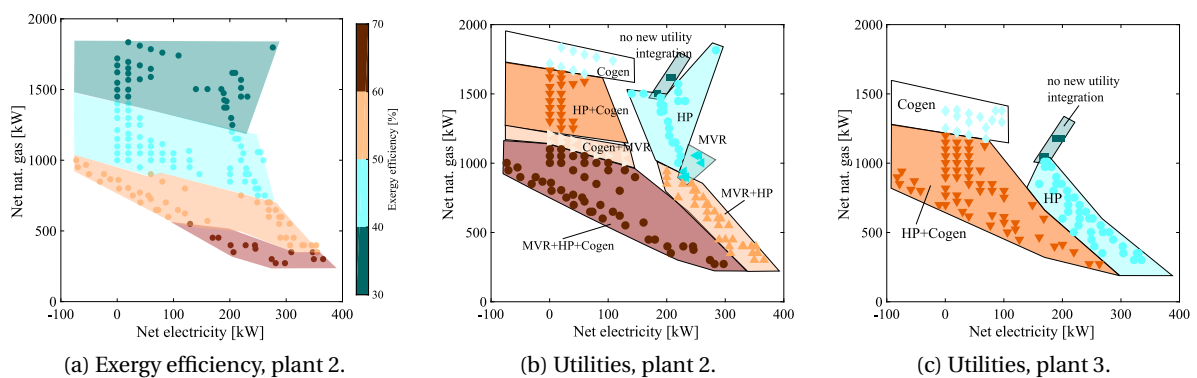 2000
1500
1000
500
0
-100 0 100 200 300 400
Net nat. gas [kW]
Net electricity [kW]
70
60
50
40
30
Exergy efficiency [%]
(a) Exergy efficiency, plant 2.
2000
1500
1000
500
0
-100 0 100 200 300 400
Net nat. gas [kW]
Net electricity [kW]
no new utility
integration
Cogen
HP+Cogen
HP
MVR
Cogen+MVR
MVR+HP
MVR+HP+Cogen
(b) Utilities, plant 2.
2000
1500
1000
500
0
-100 0 100 200 300 400
Net nat. gas [kW]
Net electricity [kW]
no new utility
integration
Cogen
HP
HP+Cogen
(c) Utilities, plant 3.